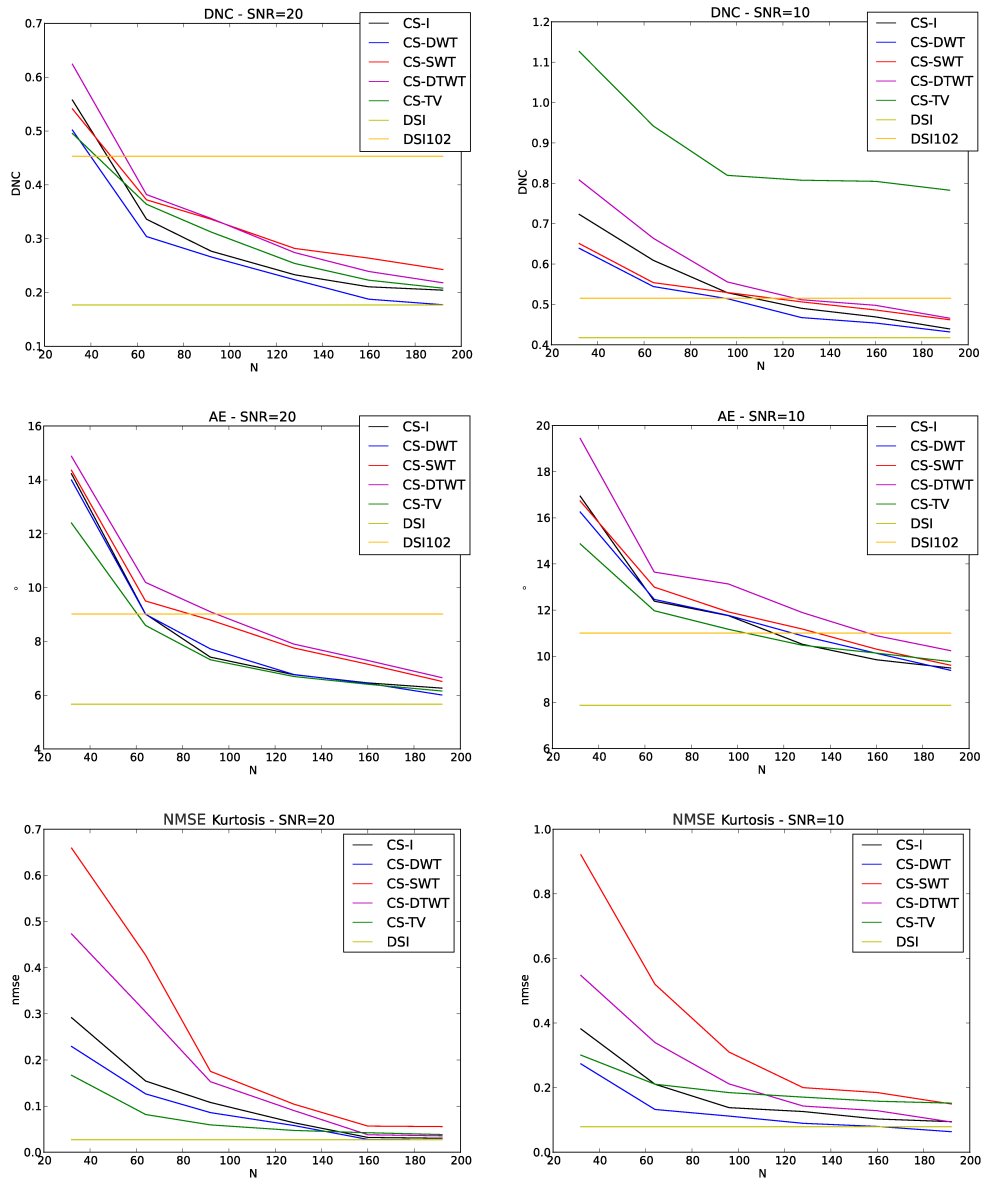 DNC - SNR=20
0.7
0.6
0.5
0.4
0.3
0.2
0.1
DNC
20 40 60 80 100 120 140 160 180 200
N
CS-I
CS-DWT
CS-SWT
CS-DTWT
CS-TV
DSI
DSI102
DNC - SNR=10
1.2
1.1
1.0
0.9
0.8
0.7
0.6
0.5
0.4
DNC
20 40 60 80 100 120 140 160 180 200
N
CS-I
CS-DWT
CS-SWT
CS-DTWT
CS-TV
DSI
DSI102
AE - SNR=20
16
14
12
10
8
6
4
°
20 40 60 80 100 120 140 160 180 200
N
CS-I
CS-DWT
CS-SWT
CS-DTWT
CS-TV
DSI
DSI102
AE - SNR=10
20
18
16
14
12
10
8
6
°
20 40 60 80 100 120 140 160 180 200
N
CS-I
CS-DWT
CS-SWT
CS-DTWT
CS-TV
DSI
DSI102
NMSE Kurtosis - SNR=20
0.7
0.6
0.5
0.4
0.3
0.2
0.1
0.0
nmse
20 40 60 80 100 120 140 160 180 200
N
CS-I
CS-DWT
CS-SWT
CS-DTWT
CS-TV
DSI
NMSE Kurtosis - SNR=10
1.0
0.8
0.6
0.4
0.2
0.0
nmse
20 40 60 80 100 120 140 160 180 200
N
CS-I
CS-DWT
CS-SWT
CS-DTWT
CS-TV
DSI